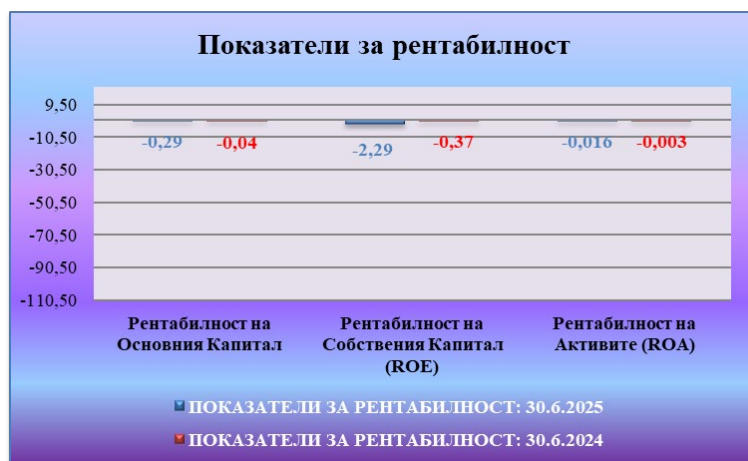 Показатели за рентабилност
9,50
-10,50
-30,50
-50,50
-70,50
-90,50
-110,50
-0,29
-0,04
-2,29
-0,37
-0,016
-0,003
Рентабилност на
Основния Капитал
Рентабилност на
Собствения Капитал
(ROE)
Рентабилност на
Активите (ROA)
ПОКАЗАТЕЛИ ЗА РЕНТАБИЛНОСТ: 30.6.2025
ПОКАЗАТЕЛИ ЗА РЕНТАБИЛНОСТ: 30.6.2024